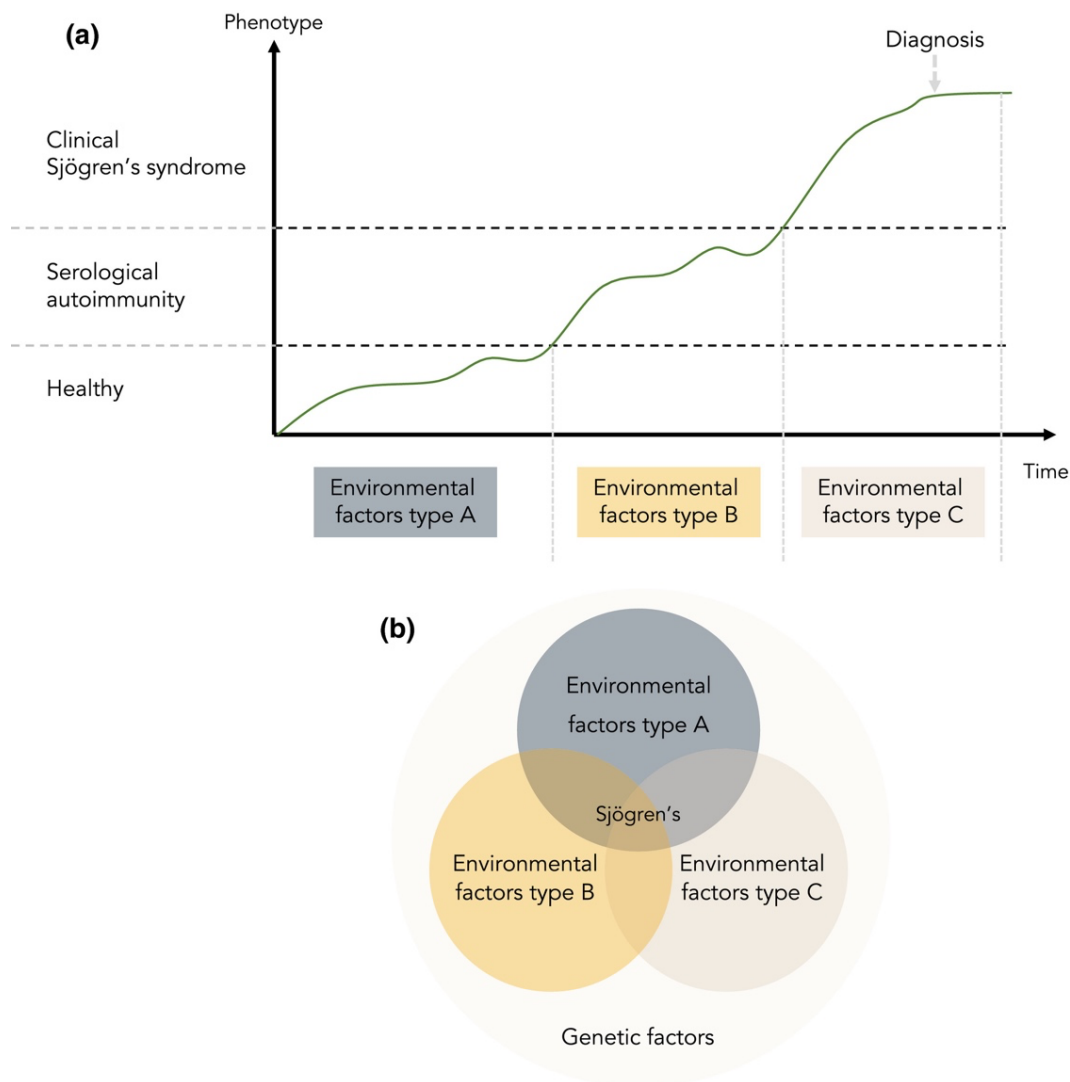 (a)
Phenotype
Diagnosis
Clinical
Sjögren’s syndrome
Serological
autoimmunity
Healthy
Time
Environmental
factors type A
Environmental
factors type B
Environmental
factors type C
(b)
Environmental
factors type A
Sjögren’s
Environmental
factors type B
Environmental
factors type C
Genetic factors